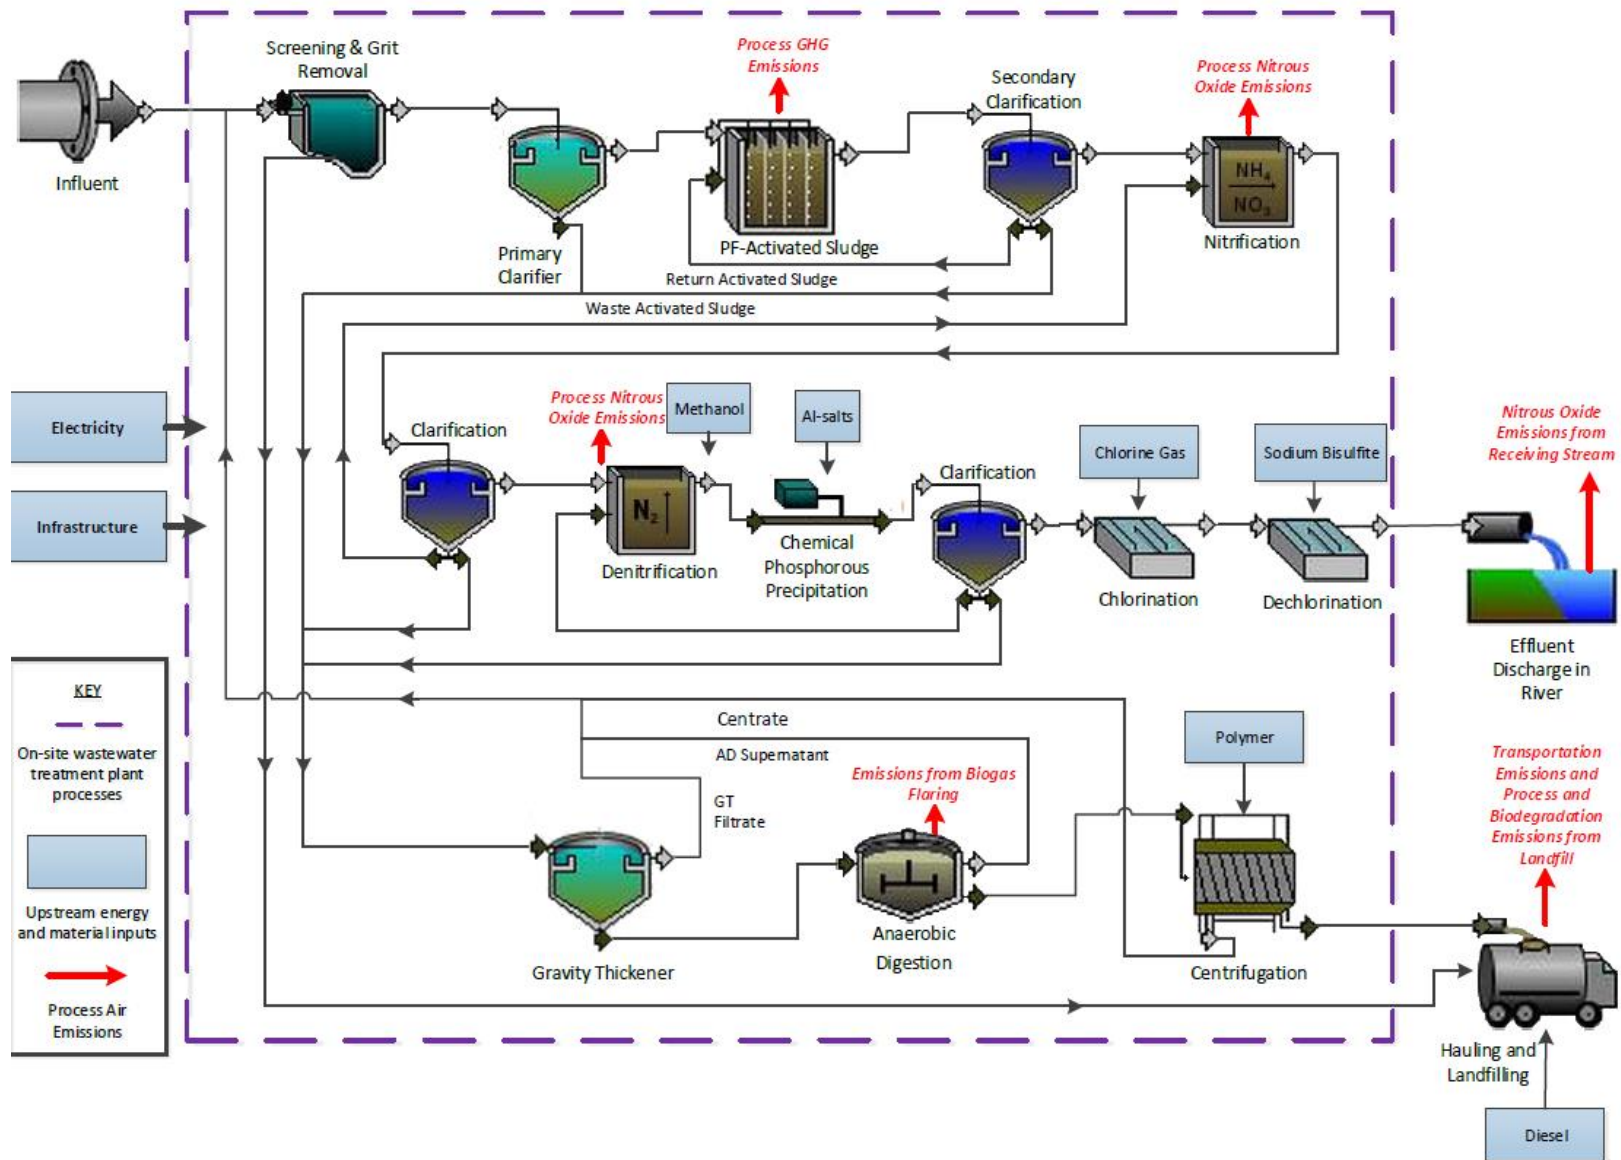 Screening & Grit
Removal
Process GHG
Emissions
Secondary
Clarification
Process Nitrous
Oxide Emissions
Influent
NH₄
NO₃
Primary
Clarifier
PF-Activated Sludge
Nitrification
Return Activated Sludge
Waste Activated Sludge
Electricity
Infrastructure
Clarification
Process Nitrous
Oxide Emissions
Methanol
Al-salts
Clarification
Chlorine Gas
Sodium Bisulfite
Nitrous Oxide
Emissions from
Receiving Stream
N₂
Denitrification
Chemical
Phosphorous
Precipitation
Chlorination
Dechlorination
Effluent
Discharge in
River
KEY
On-site wastewater
treatment plant
processes
Upstream energy
and material inputs
Process Air
Emissions
Centrate
AD Supernatant
GT
Filtrate
Emissions from Biogas
Flaring
Polymer
Transportation
Emissions and
Process and
Biodegradation
Emissions from
Landfill
Gravity Thickener
Anaerobic
Digestion
Centrifugation
Hauling and
Landfilling
Diesel